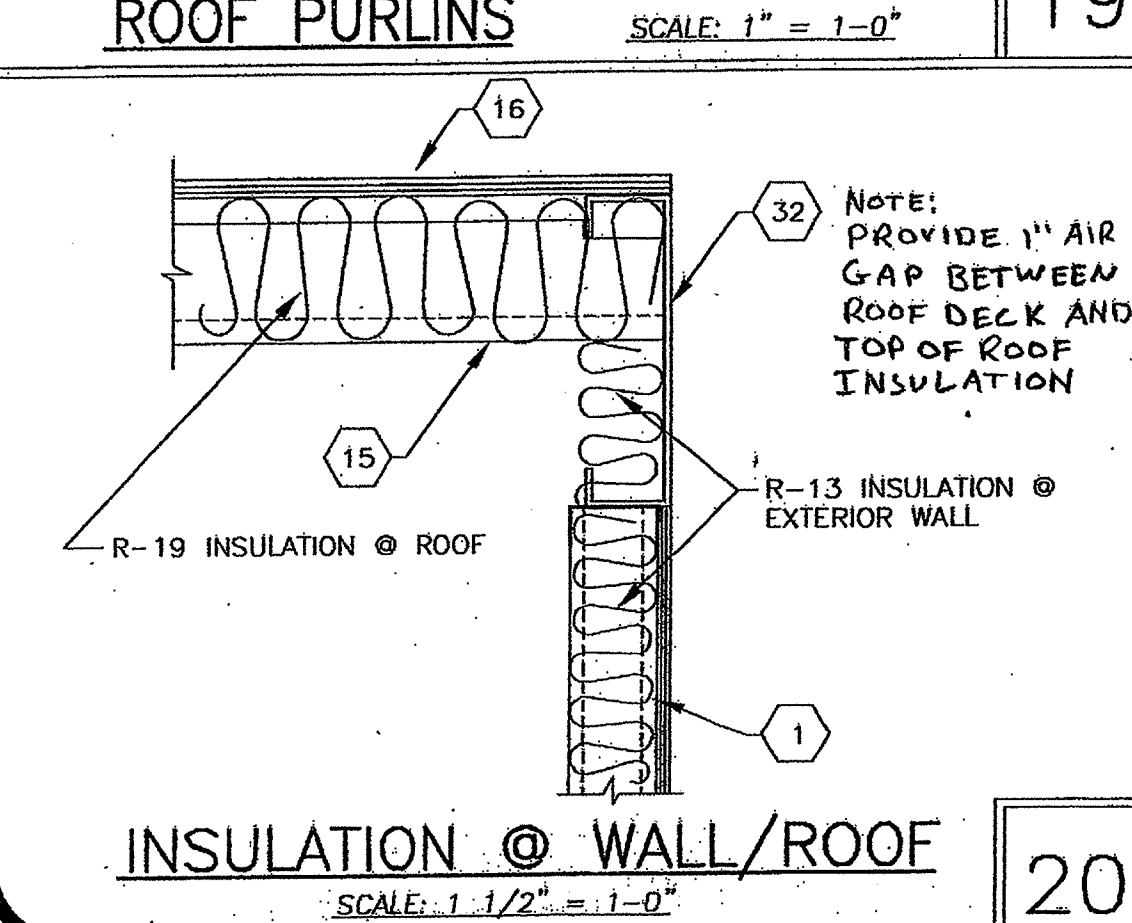 ROOF PURLINS
SCALE: 1" = 1-0"
19
16
32
NOTE:
PROVIDE 1" AIR
GAP BETWEEN
ROOF DECK AND
TOP OF ROOF
INSULATION
15
R-13 INSULATION @
EXTERIOR WALL
R-19 INSULATION @ ROOF
1
INSULATION @ WALL/ROOF
SCALE: 1 1/2" = 1-0"
20